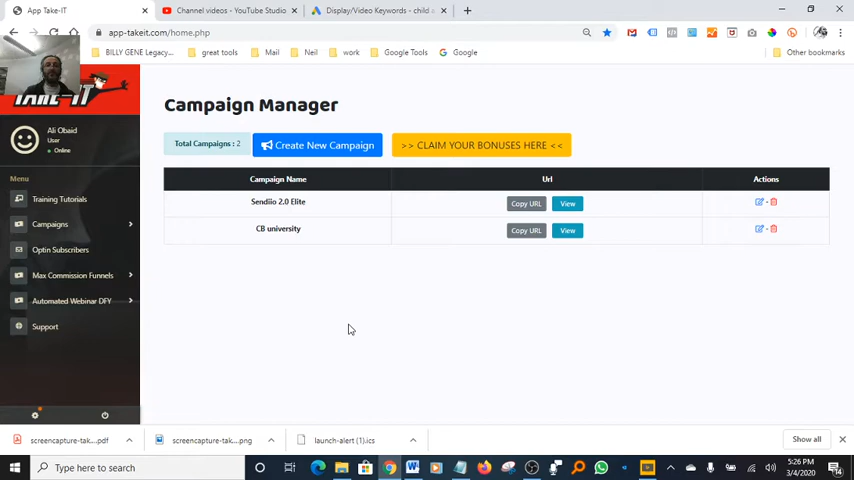 App Take-IT
Channel videos - YouTube Studio
Display/Video Keywords - child a
app-takeit.com/home.php
BILLY GENE Legacy...
great tools
Mail
Neil
work
Google Tools
Google
Other bookmarks
TAKE-IT
Ali Obaid
User
Online
Menu
Training Tutorials
Campaigns
Optin Subscribers
Max Commission Funnels
Automated Webinar DFY
Support
Campaign Manager
Total Campaigns : 2
Create New Campaign
>> CLAIM YOUR BONUSES HERE <<
Campaign Name Url Actions
Sendiio 2.0 Elite Copy URL View -
CB university Copy URL View -
screencapture-tak....pdf
screencapture-tak....png
launch-alert (1).ics
Show all
Type here to search
5:26 PM
3/4/2020
14